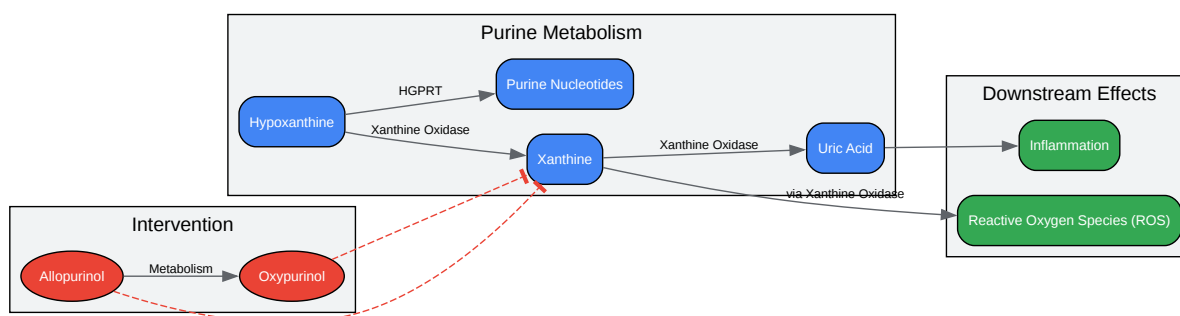 Purine Metabolism
Purine Nucleotides
HGPRT
Hypoxanthine
Xanthine Oxidase
Xanthine
Xanthine Oxidase
Uric Acid
via Xanthine Oxidase
Downstream Effects
Inflammation
Reactive Oxygen Species (ROS)
Intervention
Allopurinol
Metabolism
Oxypurinol